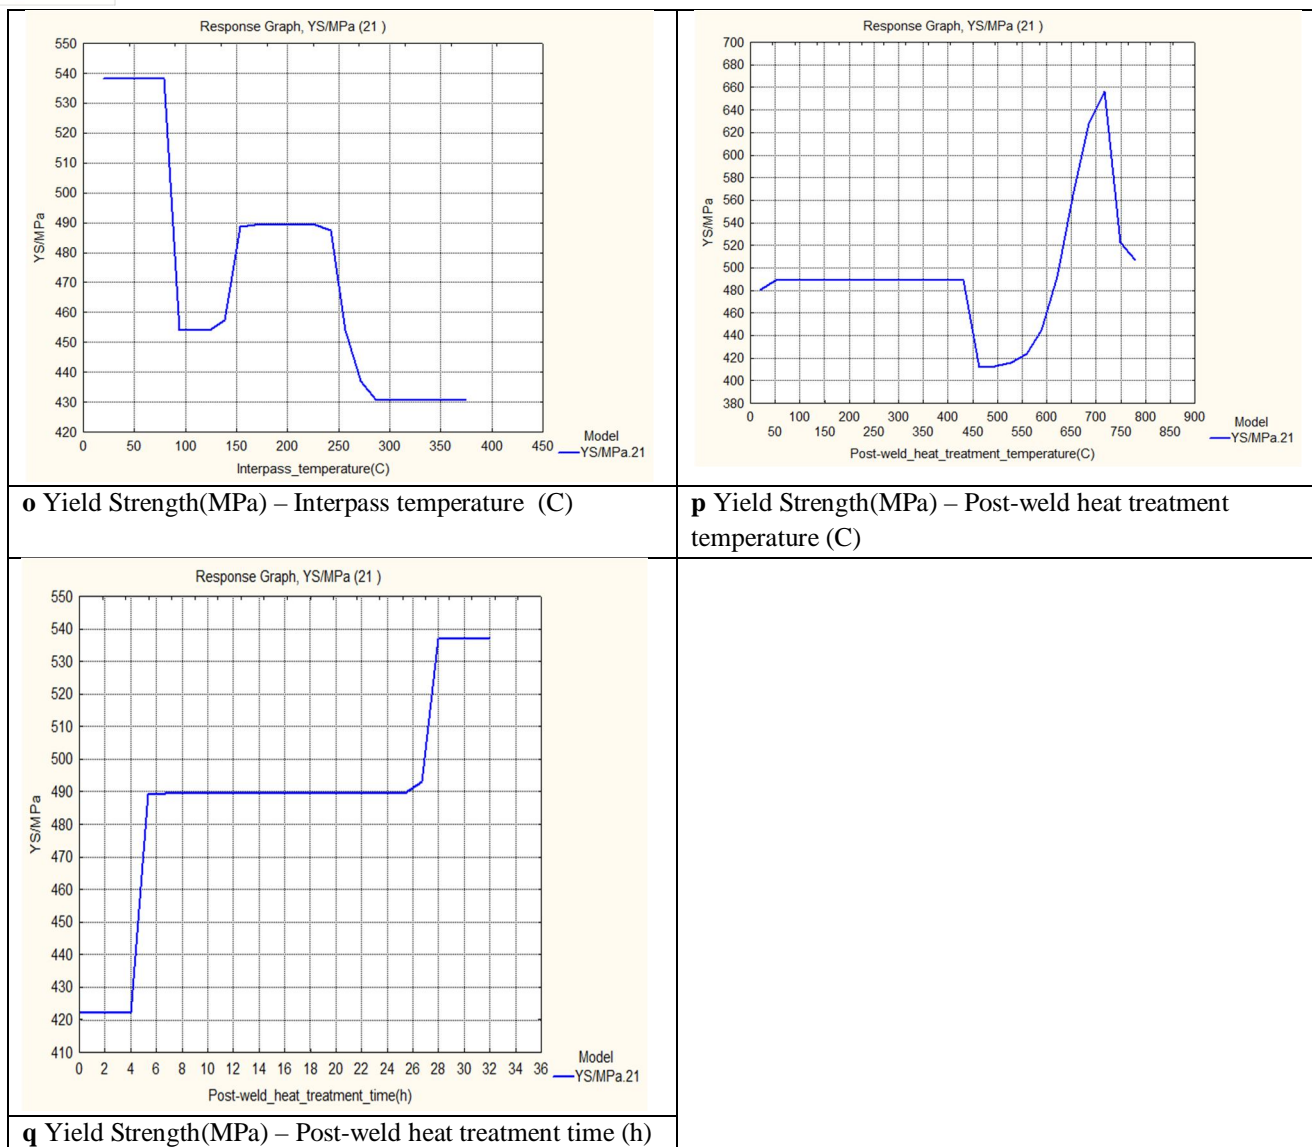 Response Graph, YS/MPa (21 )
550
540
530
520
510
500
490
480
470
460
450
440
430
420
YS/MPa
0 50 100 150 200 250 300 350 400 450
Interpass_temperature(C)
Model
YS/MPa.21
o Yield Strength(MPa) – Interpass temperature (C)
Response Graph, YS/MPa (21 )
700
680
660
640
620
600
580
560
540
520
500
480
460
440
420
400
380
YS/MPa
0 100 200 300 400 500 600 700 800 900
50 150 250 350 450 550 650 750 850
Post-weld_heat_treatment_temperature(C)
Model
YS/MPa.21
p Yield Strength(MPa) – Post-weld heat treatment
temperature (C)
Response Graph, YS/MPa (21 )
550
540
530
520
510
500
490
480
470
460
450
440
430
420
410
YS/MPa
0 2 4 6 8 10 12 14 16 18 20 22 24 26 28 30 32 34 36
Post-weld_heat_treatment_time(h)
Model
YS/MPa.21
q Yield Strength(MPa) – Post-weld heat treatment time (h)